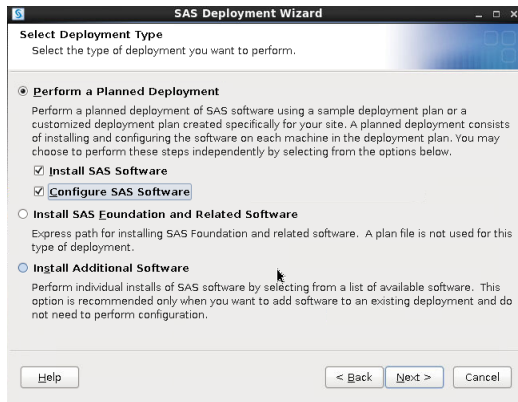 SAS Deployment Wizard
Select Deployment Type
Select the type of deployment you want to perform.
Perform a Planned Deployment
Perform a planned deployment of SAS software using a sample deployment plan or a
customized deployment plan created specifically for your site. A planned deployment consists
of installing and configuring the software on each machine in the deployment plan. You may
choose to perform these steps independently by selecting from the options below.
Install SAS Software
Configure SAS Software
Install SAS Foundation and Related Software
Express path for installing SAS Foundation and related software. A plan file is not used for this
type of deployment.
Install Additional Software
Perform individual installs of SAS software by selecting from a list of available software. This
option is recommended only when you want to add software to an existing deployment and do
not need to perform configuration.
Help
< Back
Next >
Cancel